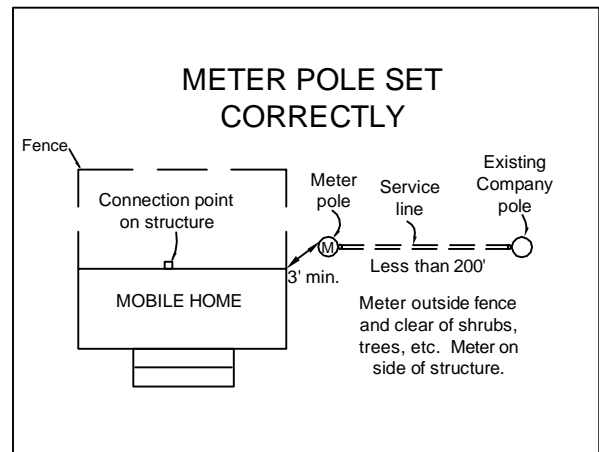 METER POLE SET
CORRECTLY
Fence
Connection point
on structure
Meter
pole
Service
line
Existing
Company
pole
M
3' min.
Less than 200'
MOBILE HOME
Meter outside fence
and clear of shrubs,
trees, etc. Meter on
side of structure.